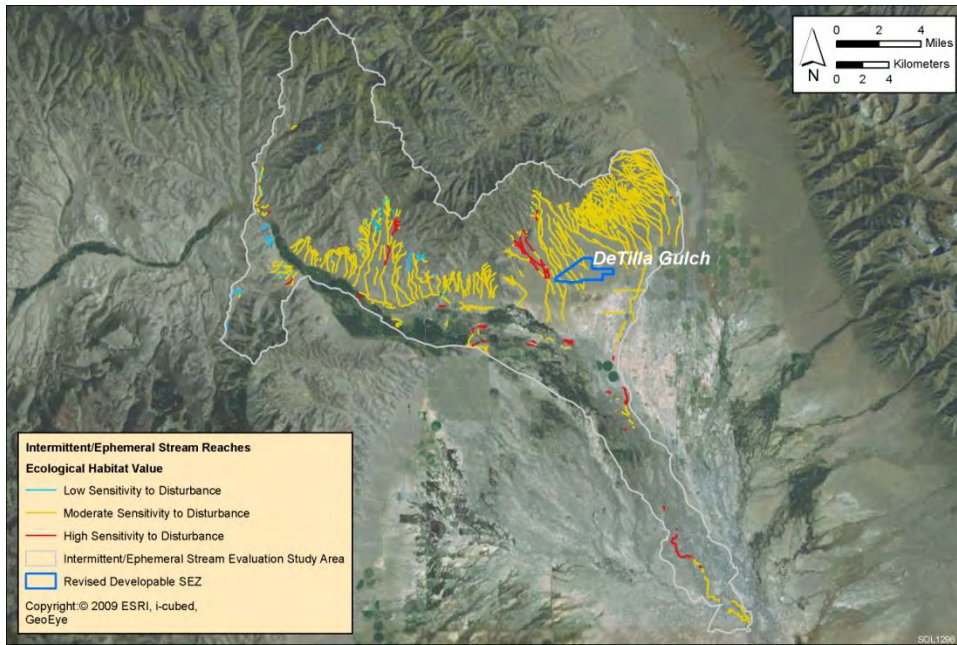 0 2 4
Miles
Kilometers
0 2 4
N
DeTilla Gulch
Intermittent/Ephemeral Stream Reaches
Ecological Habitat Value
Low Sensitivity to Disturbance
Moderate Sensitivity to Disturbance
High Sensitivity to Disturbance
Intermittent/Ephemeral Stream Evaluation Study Area
Revised Developable SEZ
Copyright:© 2009 ESRI, i-cubed,
GeoEye
SOL1296